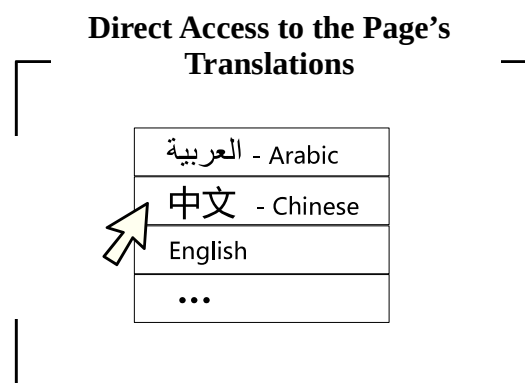 Direct Access to the Page’s
Translations
العربية - Arabic
中文 - Chinese
English
...